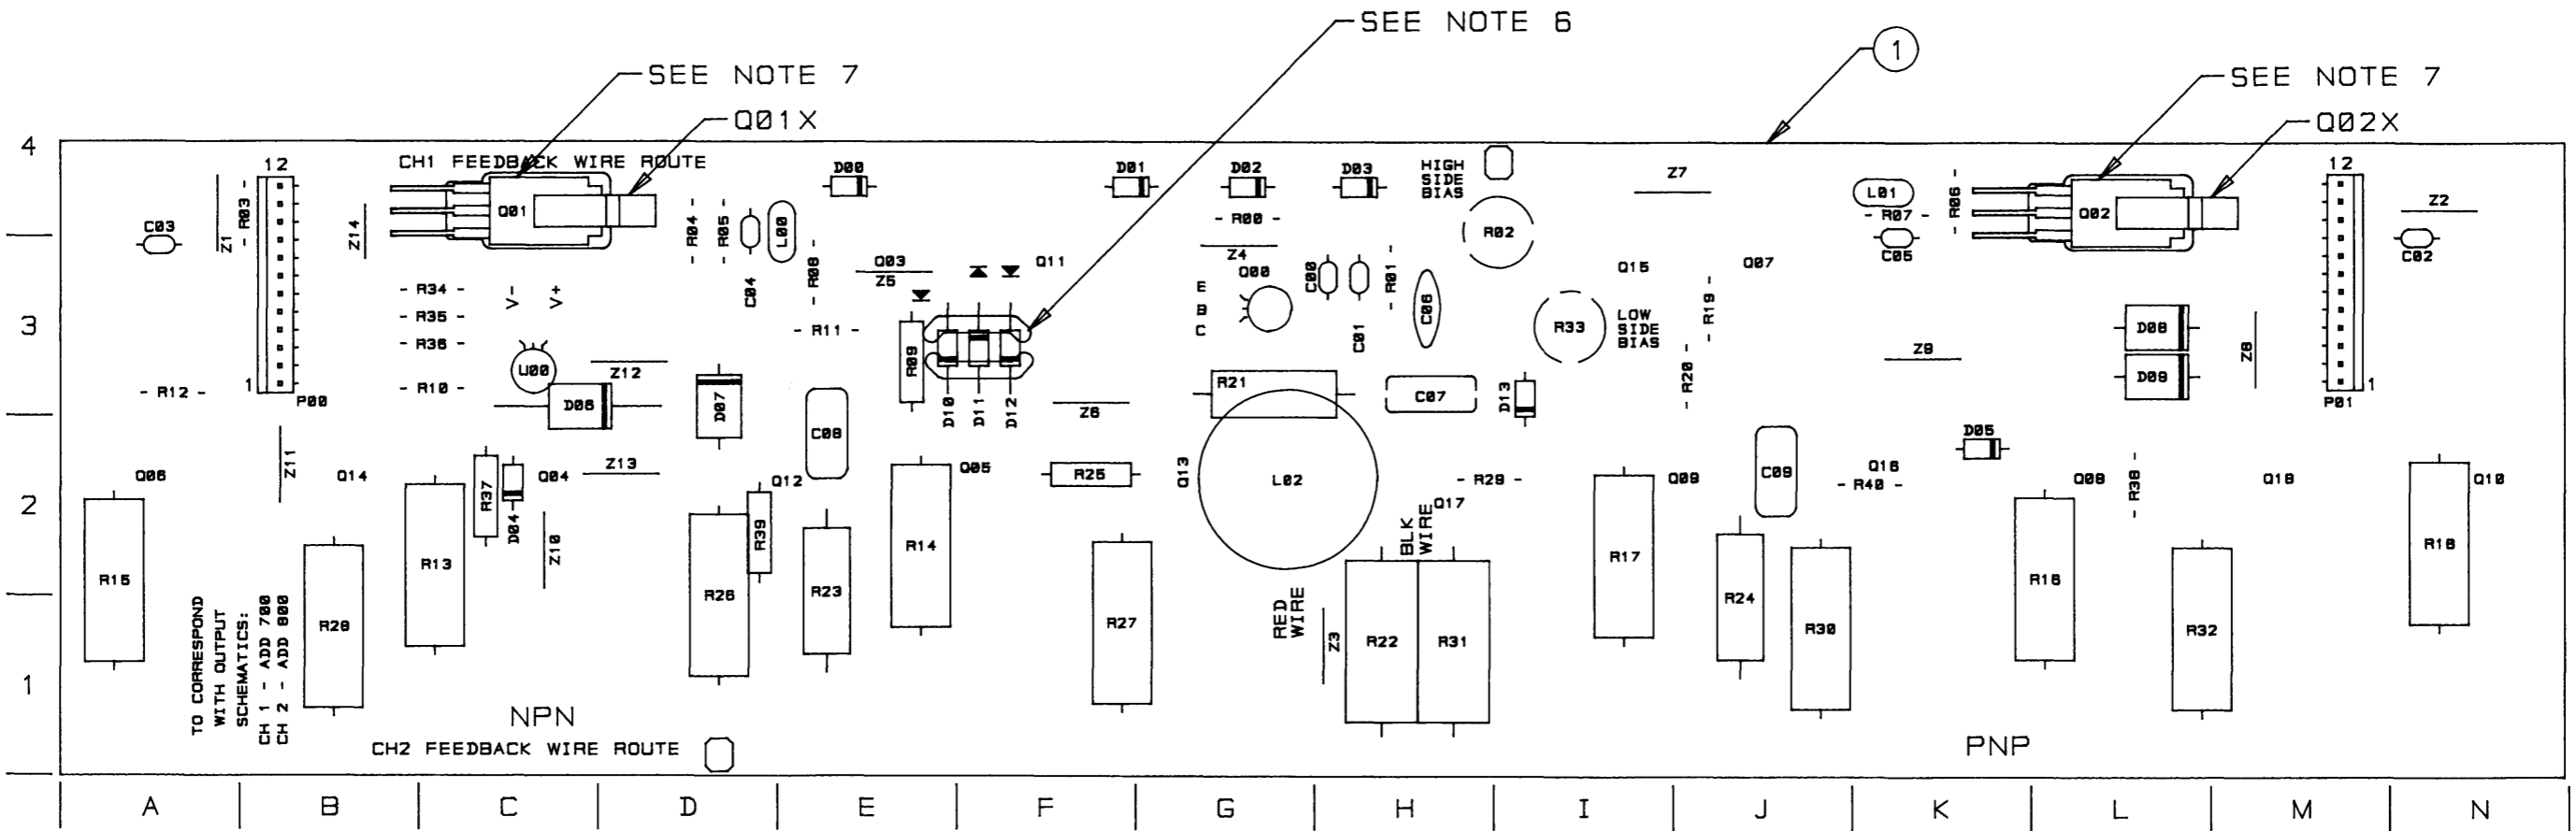 SEE NOTE 6
1
SEE NOTE 7
SEE NOTE 7
Q01X
Q02X
4
12
CH1 FEEDBACK WIRE ROUTE
D00
D01
D02
D03
HIGH
SIDE
BIAS
Z7
12
C03
Z1
- R03 -
Z14
Q01
- R04 -
R05 -
L00
- R00 -
R02
L01
- R07 -
R06 -
Q02
Z2
C04
- R08 -
Q03
Z5
Q11
Z4
Q00
C00
- R01 -
Q15
Q07
C05
C02
- R34 -
- R35 -
- R36 -
V-
V+
E
B
C
C06
C01
3
- R11 -
R09
R33
LOW
SIDE
BIAS
- R19 -
D08
Z9
Z8
U00
Z12
- R12 -
1
P00
- R10 -
D06
D07
D10
D11
D12
Z6
R21
C07
D13
- R20 -
D09
1
P01
C08
D05
Z11
Q06
Q14
R37
Q04
Z13
Q12
Q05
R25
Q13
L02
- R29 -
Q09
C09
Q16
- R40 -
Q08
- R38 -
Q18
Q10
2
D04
Z10
R39
Q17
BLK
WIRE
R15
R13
R26
R23
R14
R17
R24
R16
R18
TO CORRESPOND
WITH OUTPUT
SCHEMATICS:
CH 1 - ADD 700
CH 2 - ADD 800
R28
R27
RED
WIRE
Z3
R22
R31
R30
R32
1
NPN
CH2 FEEDBACK WIRE ROUTE
PNP
A B C D E F G H I J K L M N